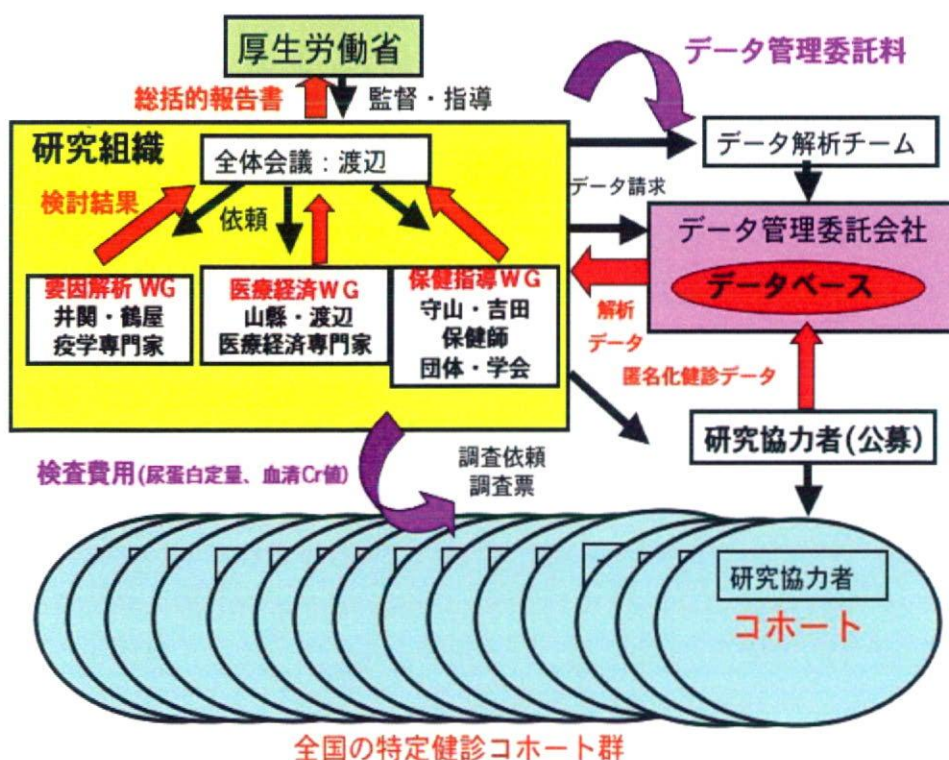 厚生労働省
データ管理委託料
総括的報告書
監督・指導
研究組織
全体会議:渡辺
データ解析チーム
検討結果
依頼
データ請求
データ管理委託会社
データベース
要因解析 WG
井関・鶴屋
疫学専門家
医療経済WG
山縣・渡辺
医療経済専門家
保健指導WG
守山・吉田
保健師
団体・学会
解析
データ
匿名化健診データ
研究協力者(公募)
検査費用(尿蛋白定量、血清Cr値)
調査依頼
調査票
研究協力者
コホート
全国の特定健診コホート群